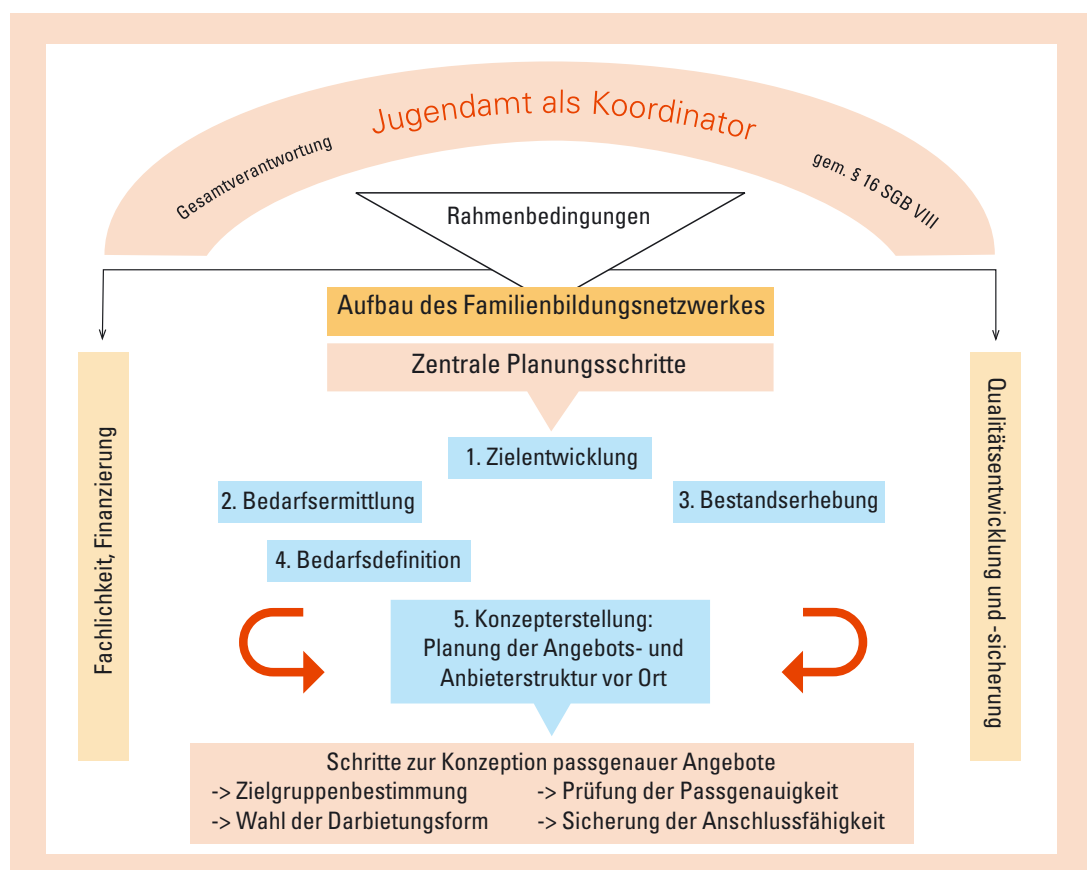 Jugendamt als Koordinator
Gesamtverantwortung
gem. § 16 SGB VIII
Rahmenbedingungen
Aufbau des Familienbildungsnetzwerkes
Zentrale Planungsschritte
Fachlichkeit, Finanzierung
Qualitätsentwicklung und -sicherung
1. Zielentwicklung
2. Bedarfsermittlung
3. Bestandserhebung
4. Bedarfsdefinition
5. Konzepterstellung:
Planung der Angebots- und
Anbieterstruktur vor Ort
Schritte zur Konzeption passgenauer Angebote
-> Zielgruppenbestimmung
-> Prüfung der Passgenauigkeit
-> Wahl der Darbietungsform
-> Sicherung der Anschlussfähigkeit